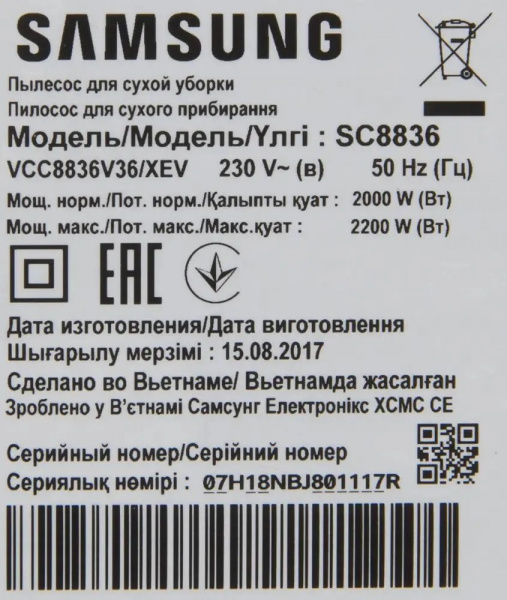 SAMSUNG
Пылесос для сухой уборки
Пилосос для сухого прибирання
Модель/Модель/Үлгі : SC8836
VCC8836V36/XEV 230 V~ (в) 50 Hz (Гц)
Мощ. норм./Пот. норм./Қалыпты қуат : 2000 W (Вт)
Мощ. макс./Пот. макс./Макс.қуат : 2200 W (Вт)
EAC
Дата изготовления/Дата виготовлення
Шығарылу мерзімі : 15.08.2017
Сделано во Вьетнаме/ Вьетнамда жасалған
Зроблено у В'єтнамі Самсунг Електронікс ХСМС СЕ
Серийный номер/Серійний номер
Сериялық нөмірі : 07H18NBJ801117R